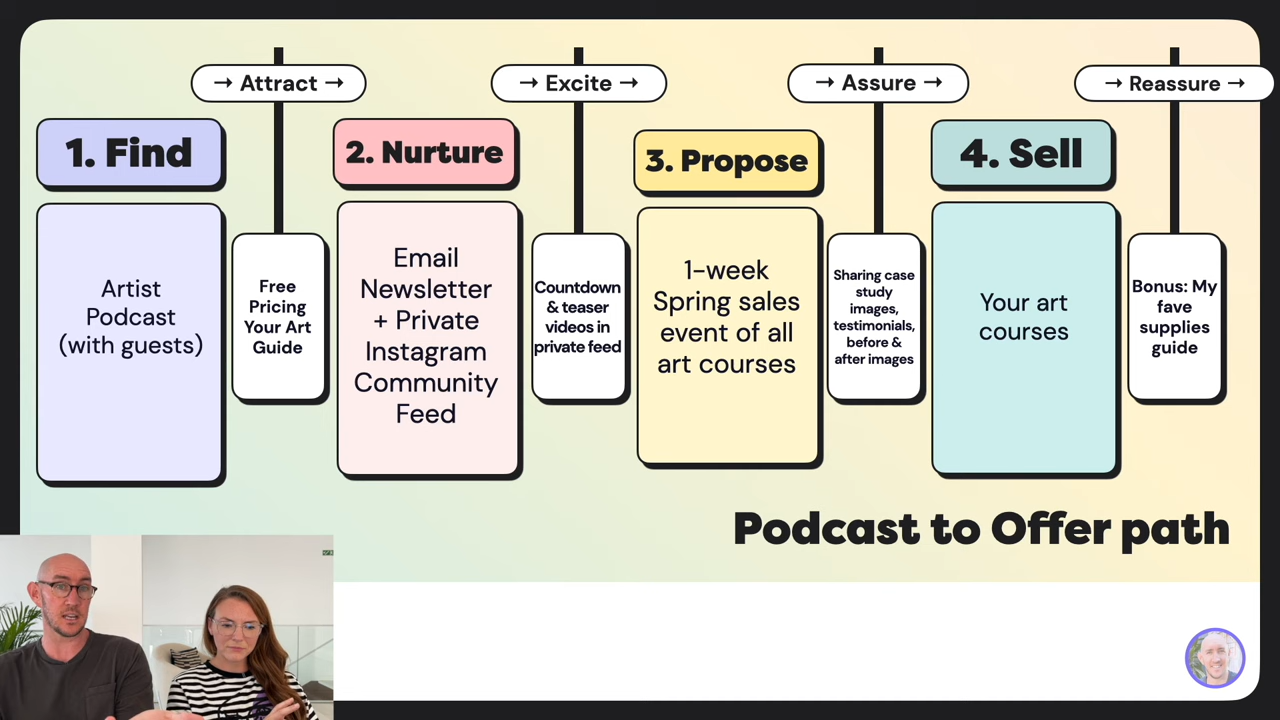 → Attract →
→ Excite →
→ Assure →
→ Reassure →
1. Find
2. Nurture
3. Propose
4. Sell
Artist
Podcast
(with guests)
Free
Pricing
Your Art
Guide
Email
Newsletter
+ Private
Instagram
Community
Feed
Countdown
& teaser
videos in
private feed
1-week
Spring sales
event of all
art courses
Sharing case
study
images,
testimonials,
before &
after images
Your art
courses
Bonus: My
fave
supplies
guide
Podcast to Offer path